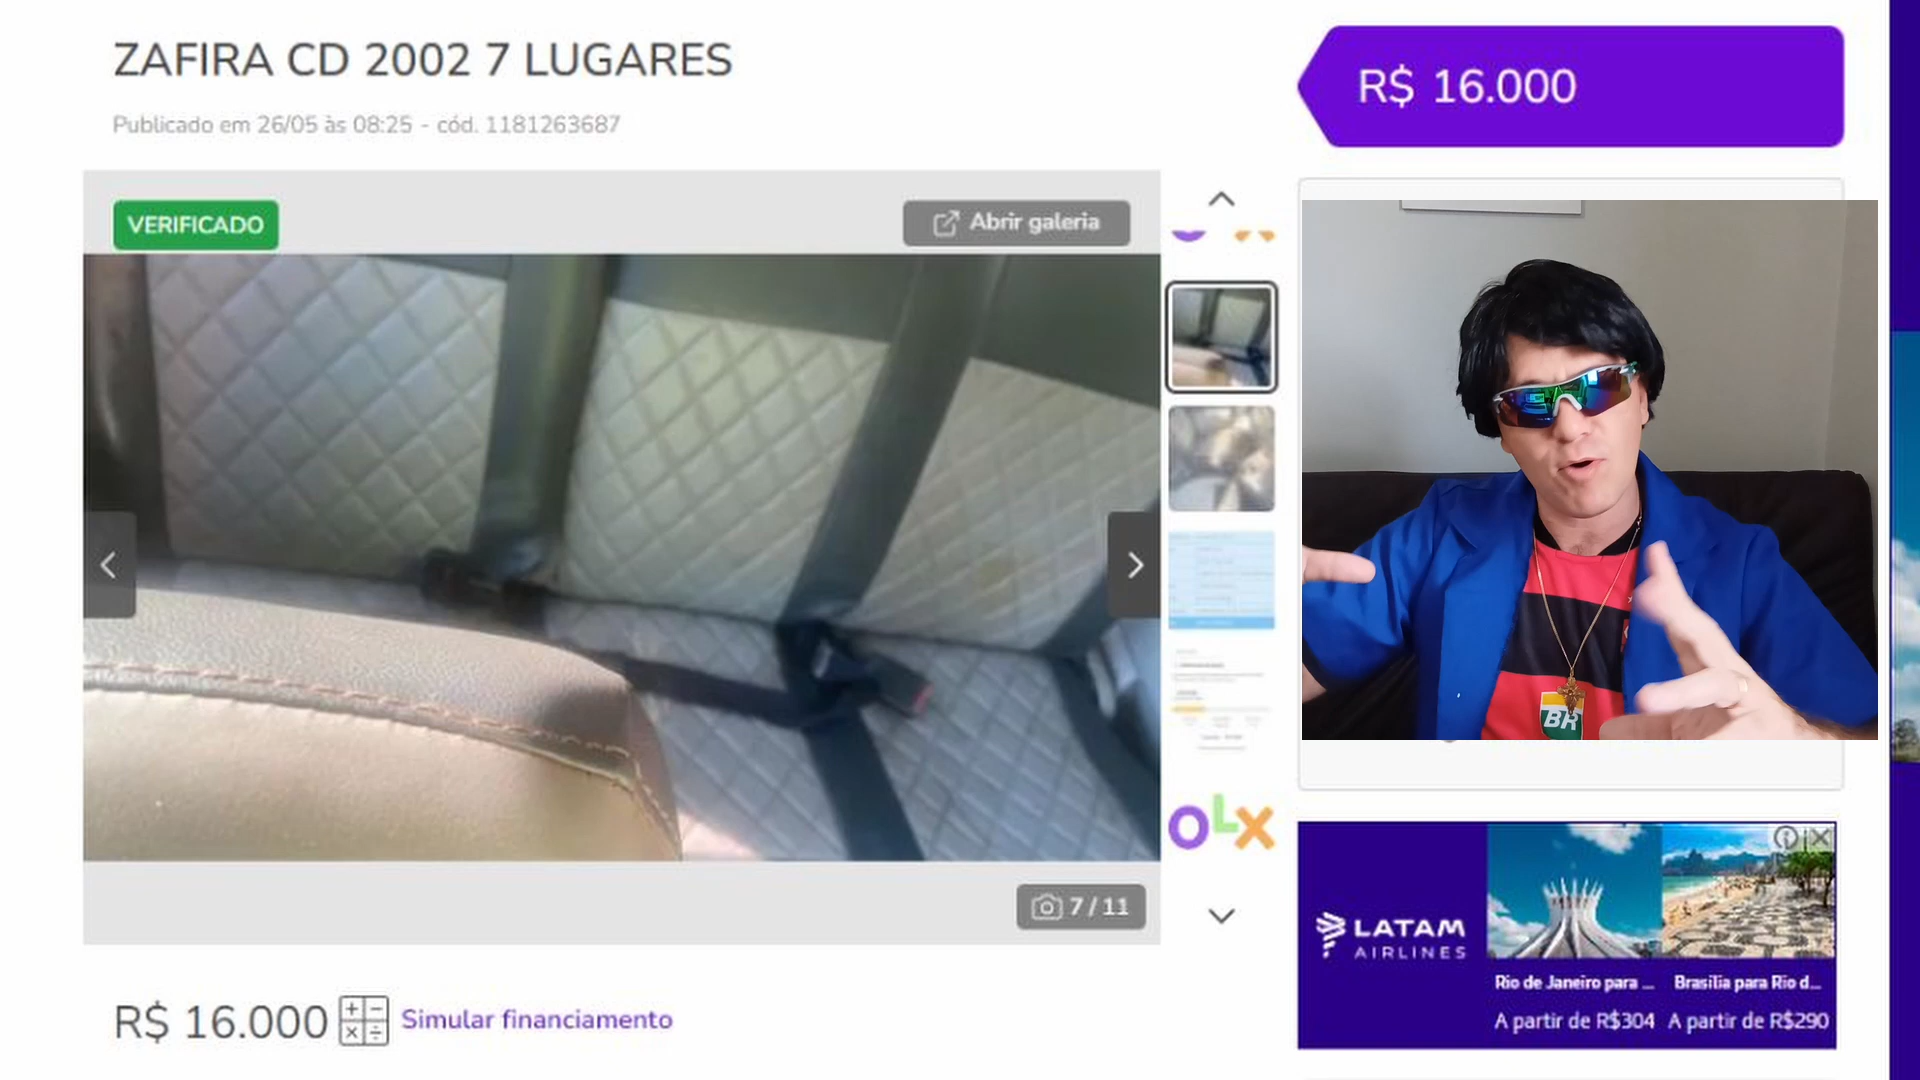 ZAFIRA CD 2002 7 LUGARES
Publicado em 26/05 às 08:25 - cód. 1181263687
R$ 16.000
VERIFICADO
Abrir galeria
7 / 11
OLX
BR
R$ 16.000
Simular financiamento
LATAM
AIRLINES
Rio de Janeiro para ...
A partir de R$304
Brasília para Rio d...
A partir de R$290